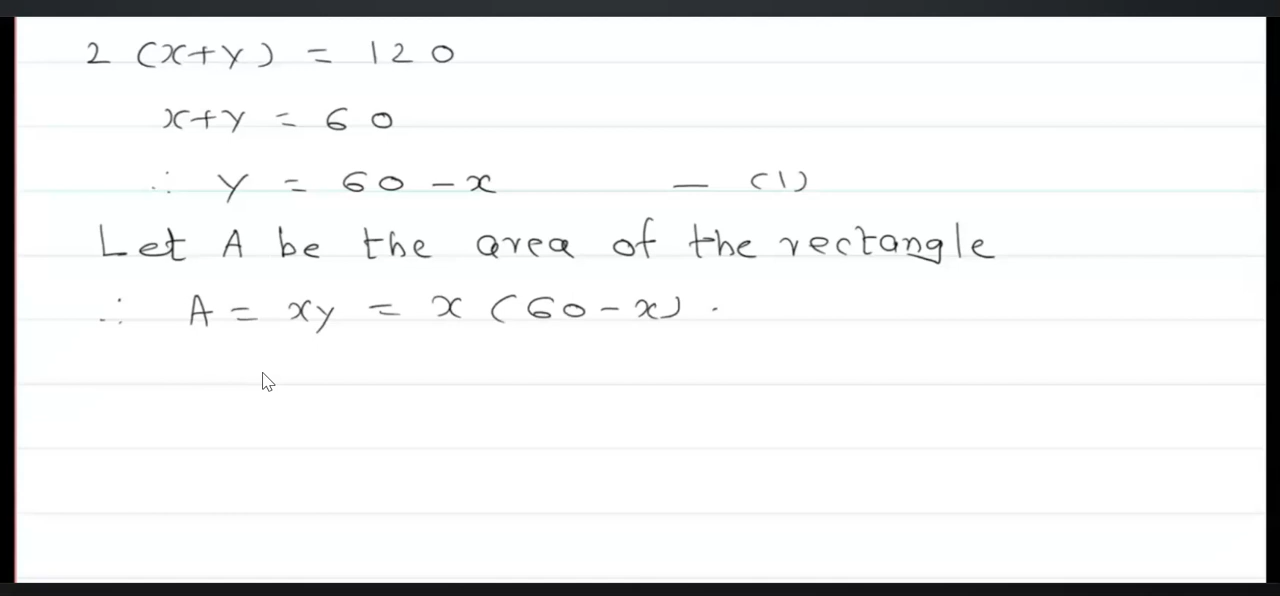 2 (x+y) = 120
x+y = 60
∴ y = 60 - x — (1)
Let A be the area of the rectangle
∴ A = xy = x (60 - x) .